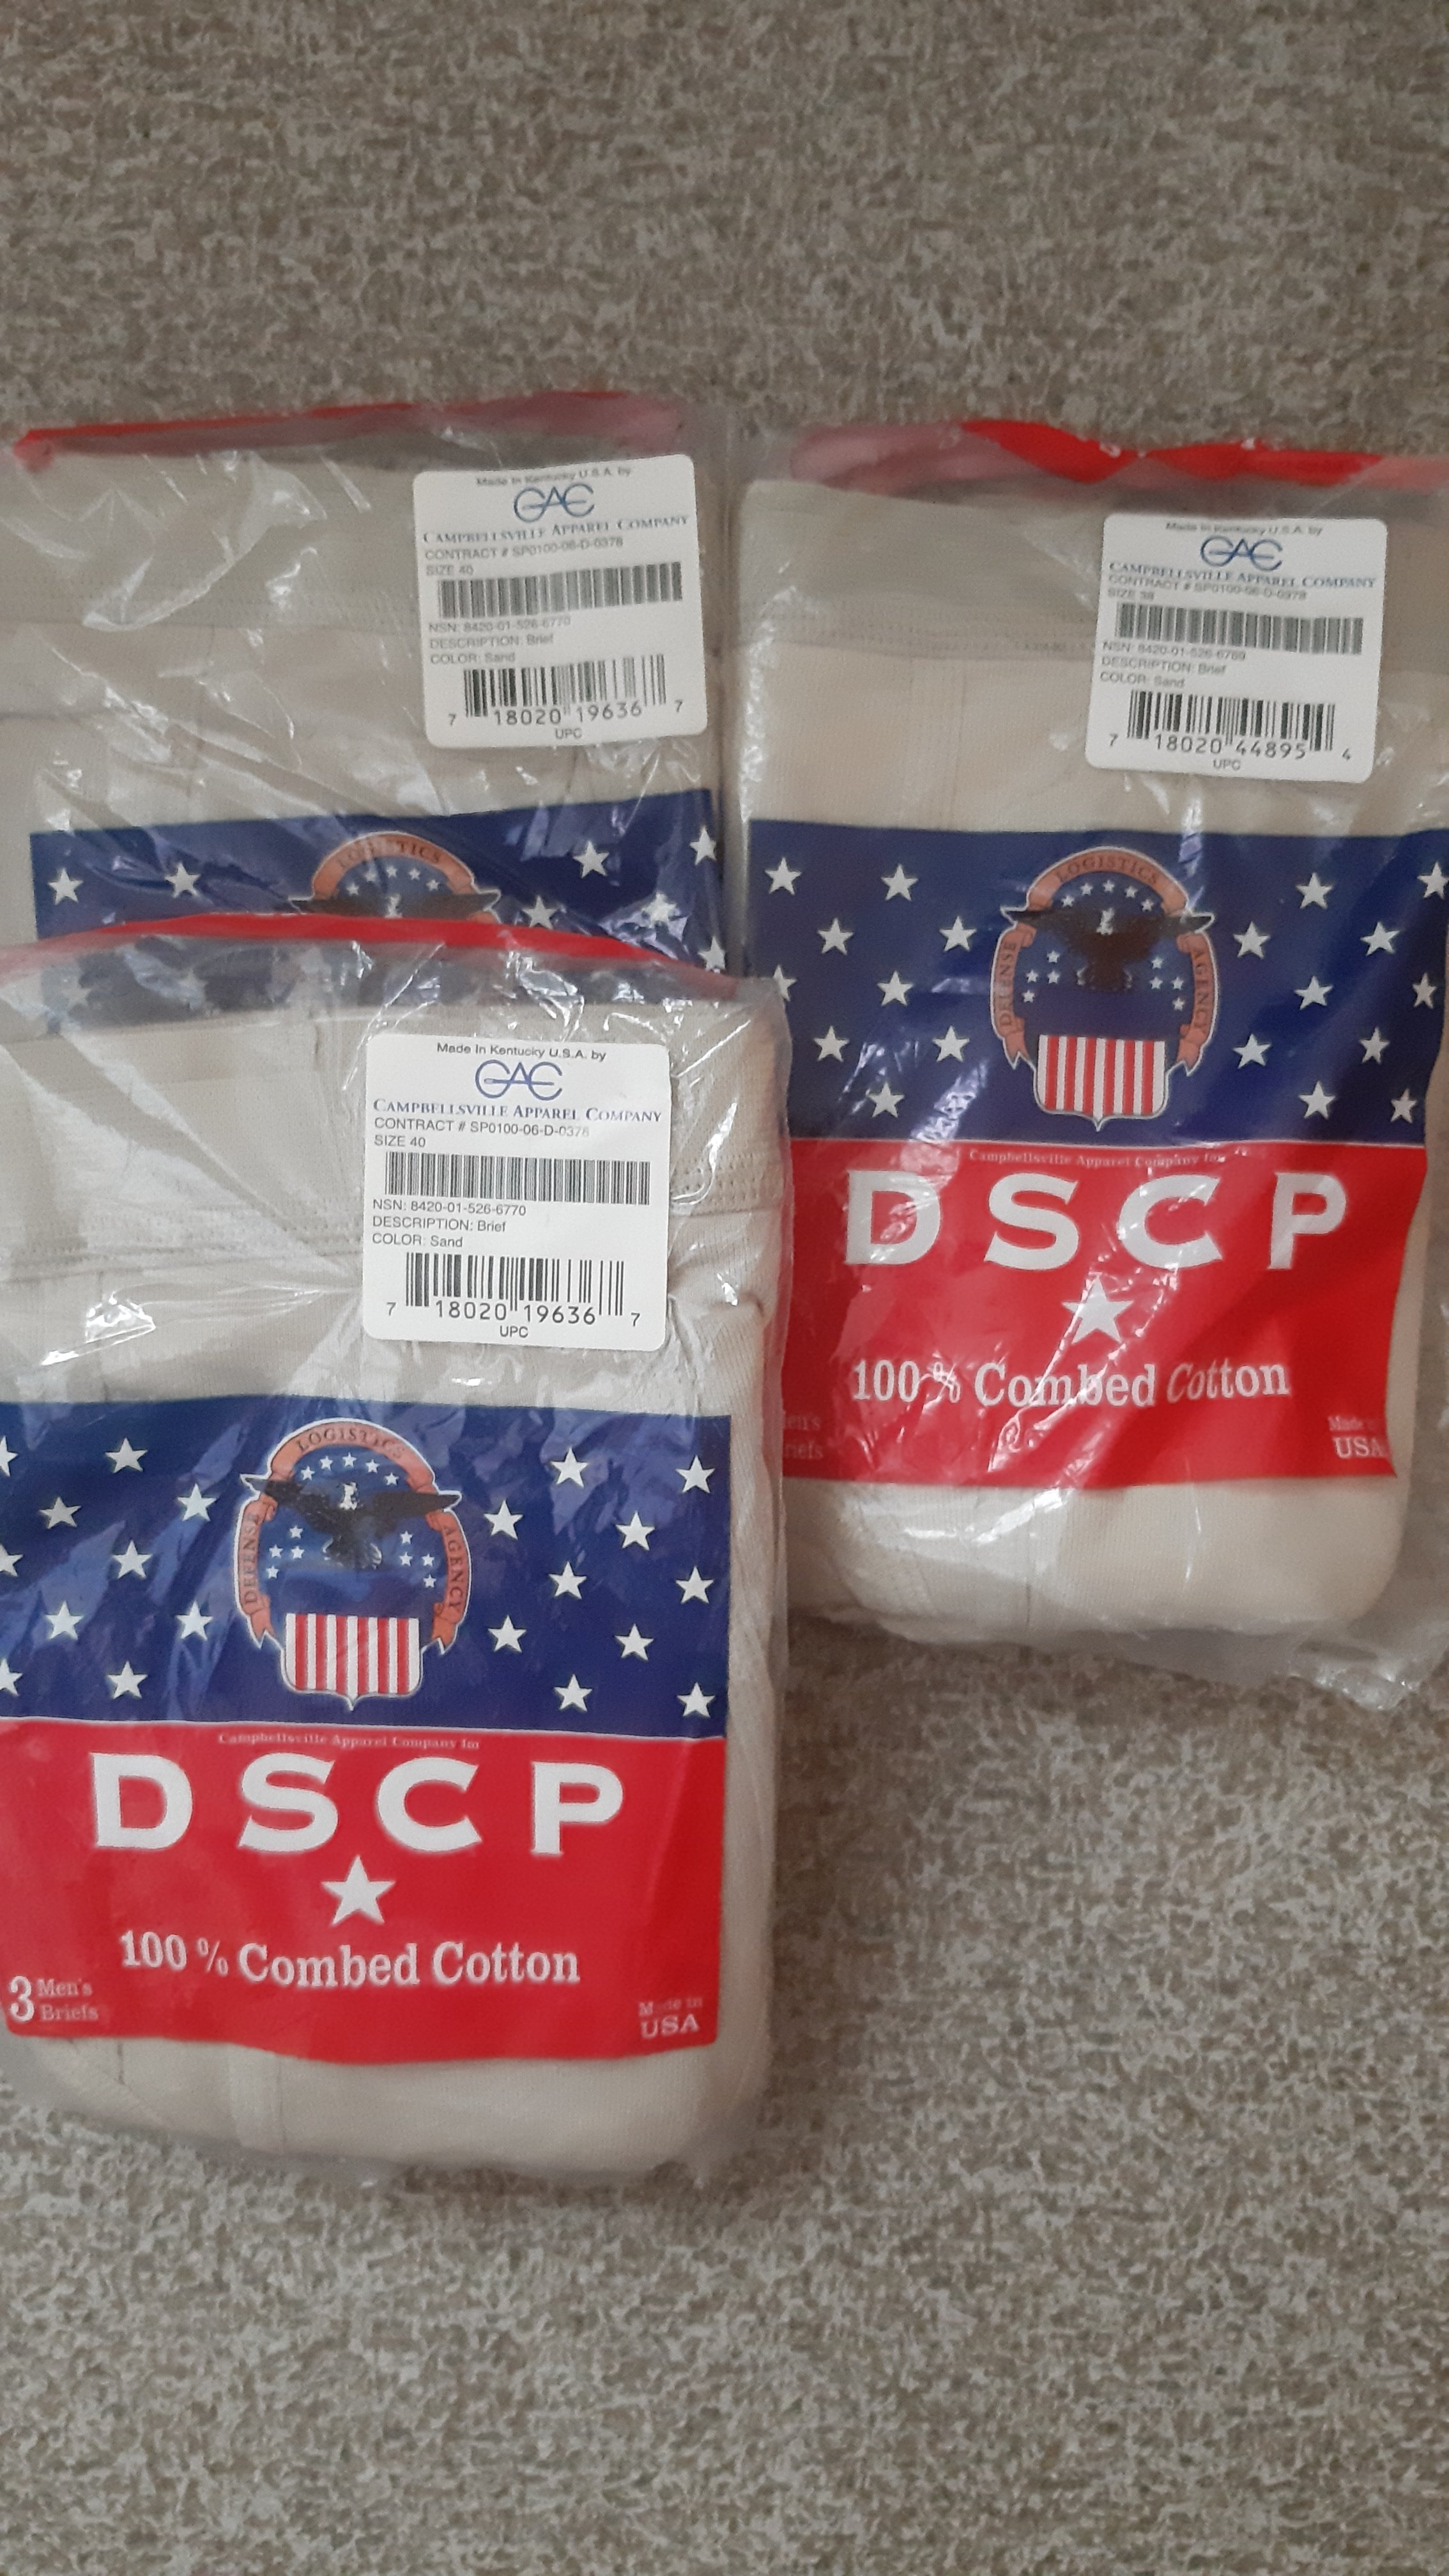 Made In Kentucky U.S.A. by
CAC
CAMPBELLSVILLE APPAREL COMPANY
CONTRACT # SP0100-06-D-0378
SIZE 40
NSN: 8420-01-526-6770
DESCRIPTION: Brief
COLOR: Sand
7 18020 19636 7
UPC
LOGISTICS
Made In Kentucky U.S.A. by
CAC
CAMPBELLSVILLE APPAREL COMPANY
CONTRACT # SP0100-06-D-0378
SIZE 38
NSN: 8420-01-526-6769
DESCRIPTION: Brief
COLOR: Sand
7 18020 44895 4
UPC
DEFENSE LOGISTICS AGENCY
Campbellsville Apparel Company for
DSCP
100% Combed Cotton
Made in
USA
Made In Kentucky U.S.A. by
CAC
CAMPBELLSVILLE APPAREL COMPANY
CONTRACT # SP0100-06-D-0378
SIZE 40
NSN: 8420-01-526-6770
DESCRIPTION: Brief
COLOR: Sand
7 18020 19636 7
UPC
DEFENSE LOGISTICS AGENCY
Campbellsville Apparel Company for
DSCP
100 % Combed Cotton
3 Men's
Briefs
Made in
USA